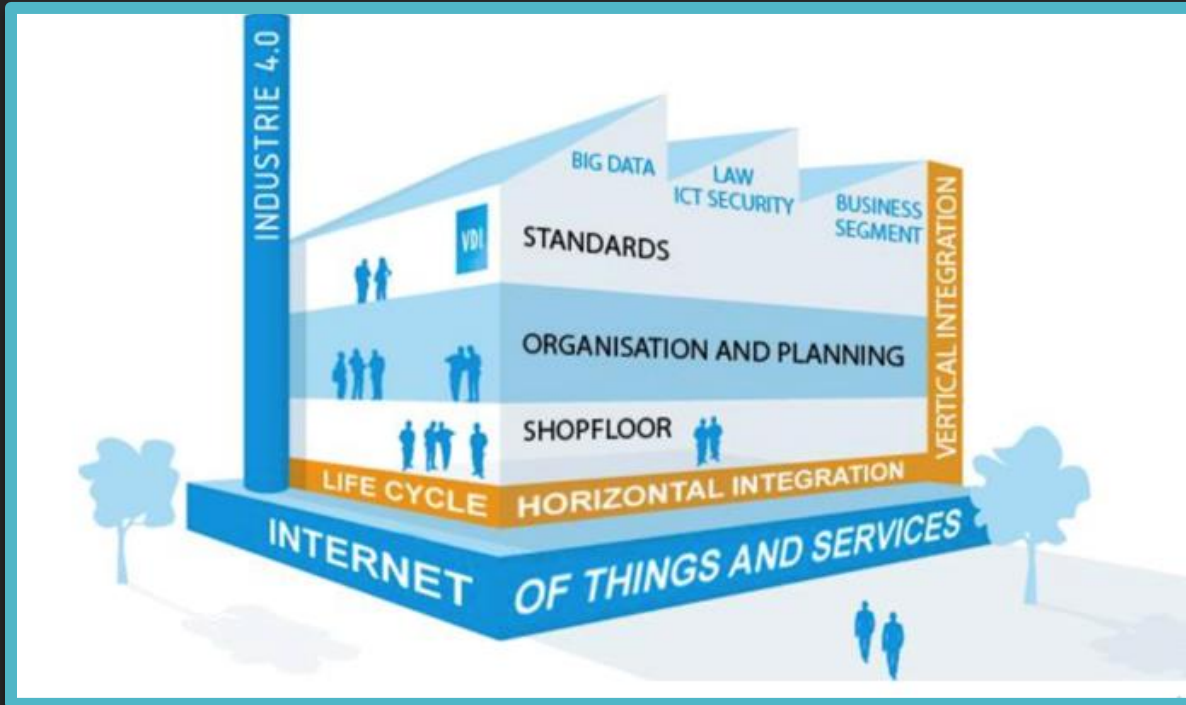 INDUSTRIE 4.0
BIG DATA
LAW
ICT SECURITY
BUSINESS
SEGMENT
VDI
STANDARDS
ORGANISATION AND PLANNING
SHOPFLOOR
VERTICAL INTEGRATION
LIFE CYCLE
HORIZONTAL INTEGRATION
INTERNET OF THINGS AND SERVICES